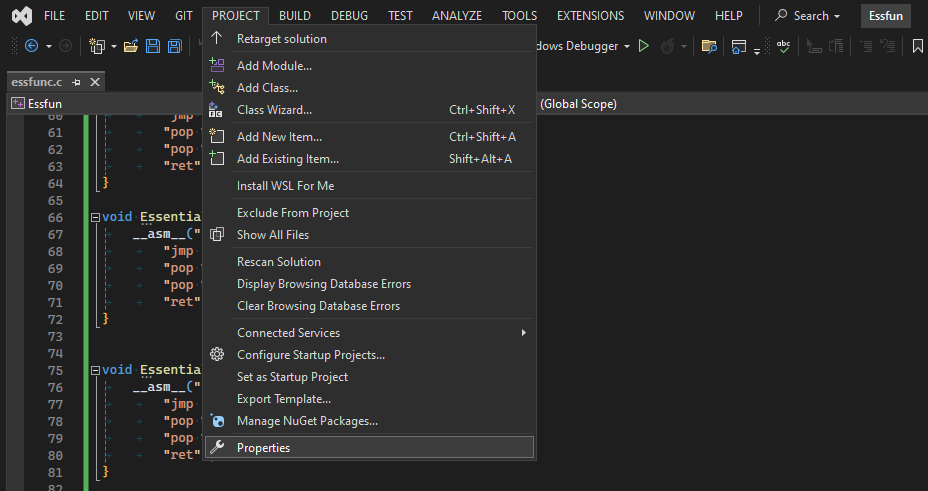 FILE EDIT VIEW GIT PROJECT BUILD DEBUG TEST ANALYZE TOOLS EXTENSIONS WINDOW HELP Search Essfun
Retarget solution
dows Debugger
essfunc.c
Essfun
(Global Scope)
Add Module...
Add Class...
Class Wizard... Ctrl+Shift+X
Add New Item... Ctrl+Shift+A
Add Existing Item... Shift+Alt+A
Install WSL For Me
Exclude From Project
Show All Files
Rescan Solution
Display Browsing Database Errors
Clear Browsing Database Errors
Connected Services
Configure Startup Projects...
Set as Startup Project
Export Template...
Manage NuGet Packages...
Properties
60 "jmp
61 "pop
62 "pop
63 "ret"
64 }
65
66 void Essential
67 __asm__("
68 "jmp
69 "pop
70 "pop
71 "ret"
72 }
73
74
75 void Essential
76 __asm__("
77 "jmp
78 "pop
79 "pop
80 "ret"
81 }
82